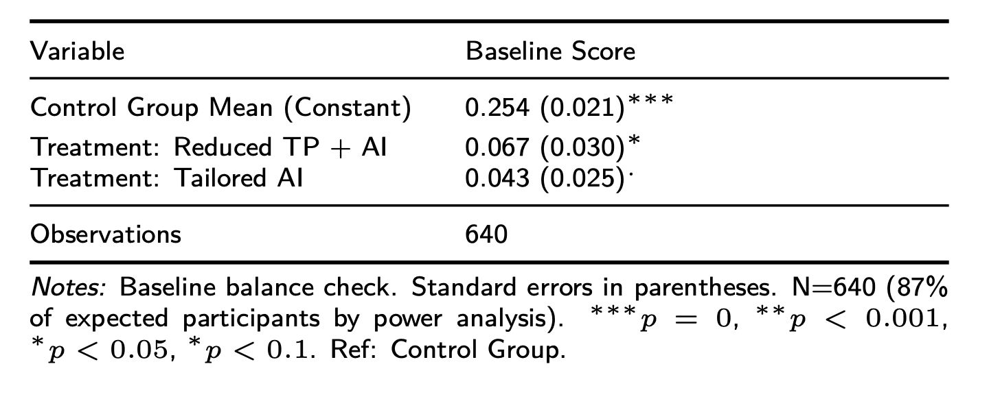 Variable Baseline Score
Control Group Mean (Constant) 0.254 (0.021)***
Treatment: Reduced TP + AI 0.067 (0.030)*
Treatment: Tailored AI 0.043 (0.025)·
Observations 640
Notes: Baseline balance check. Standard errors in parentheses. N=640 (87%
of expected participants by power analysis). ***p = 0, **p < 0.001,
*p < 0.05, *p < 0.1. Ref: Control Group.